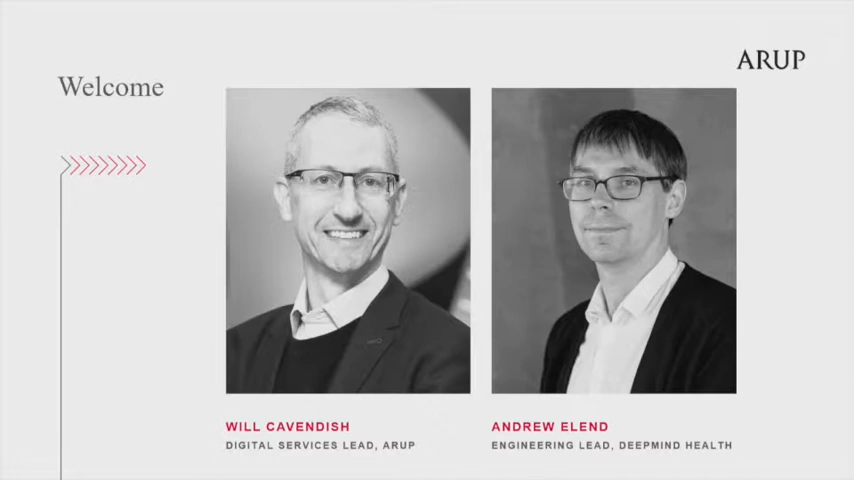 ARUP
Welcome
WILL CAVENDISH
DIGITAL SERVICES LEAD, ARUP
ANDREW ELEND
ENGINEERING LEAD, DEEPMIND HEALTH